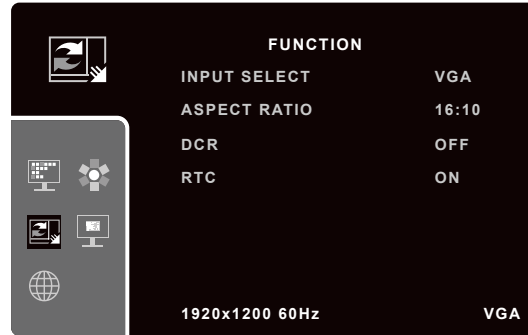 FUNCTION
INPUT SELECT VGA
ASPECT RATIO 16:10
DCR OFF
RTC ON
1920x1200 60Hz VGA